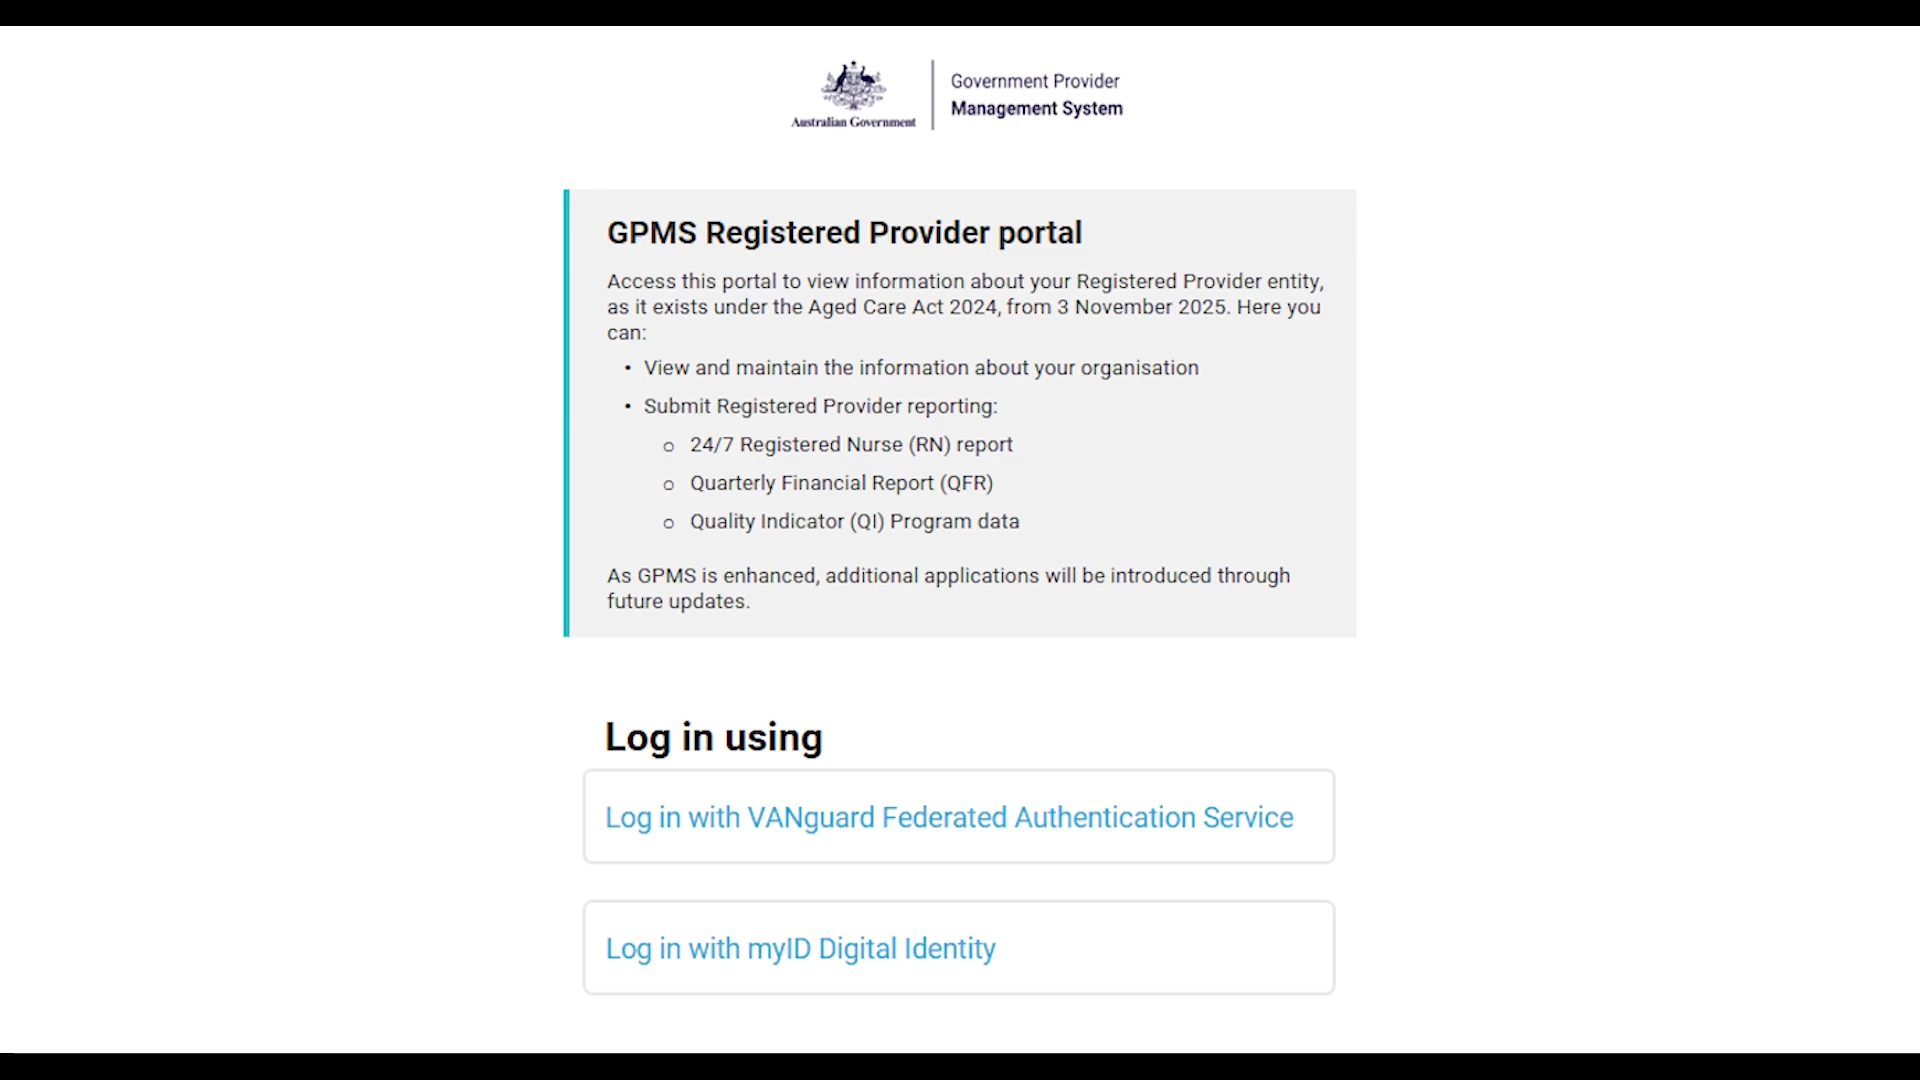 Government Provider
Management System
Australian Government
GPMS Registered Provider portal
Access this portal to view information about your Registered Provider entity,
as it exists under the Aged Care Act 2024, from 3 November 2025. Here you
can:
• View and maintain the information about your organisation
• Submit Registered Provider reporting:
o 24/7 Registered Nurse (RN) report
o Quarterly Financial Report (QFR)
o Quality Indicator (QI) Program data
As GPMS is enhanced, additional applications will be introduced through
future updates.
Log in using
Log in with VANguard Federated Authentication Service
Log in with myID Digital Identity